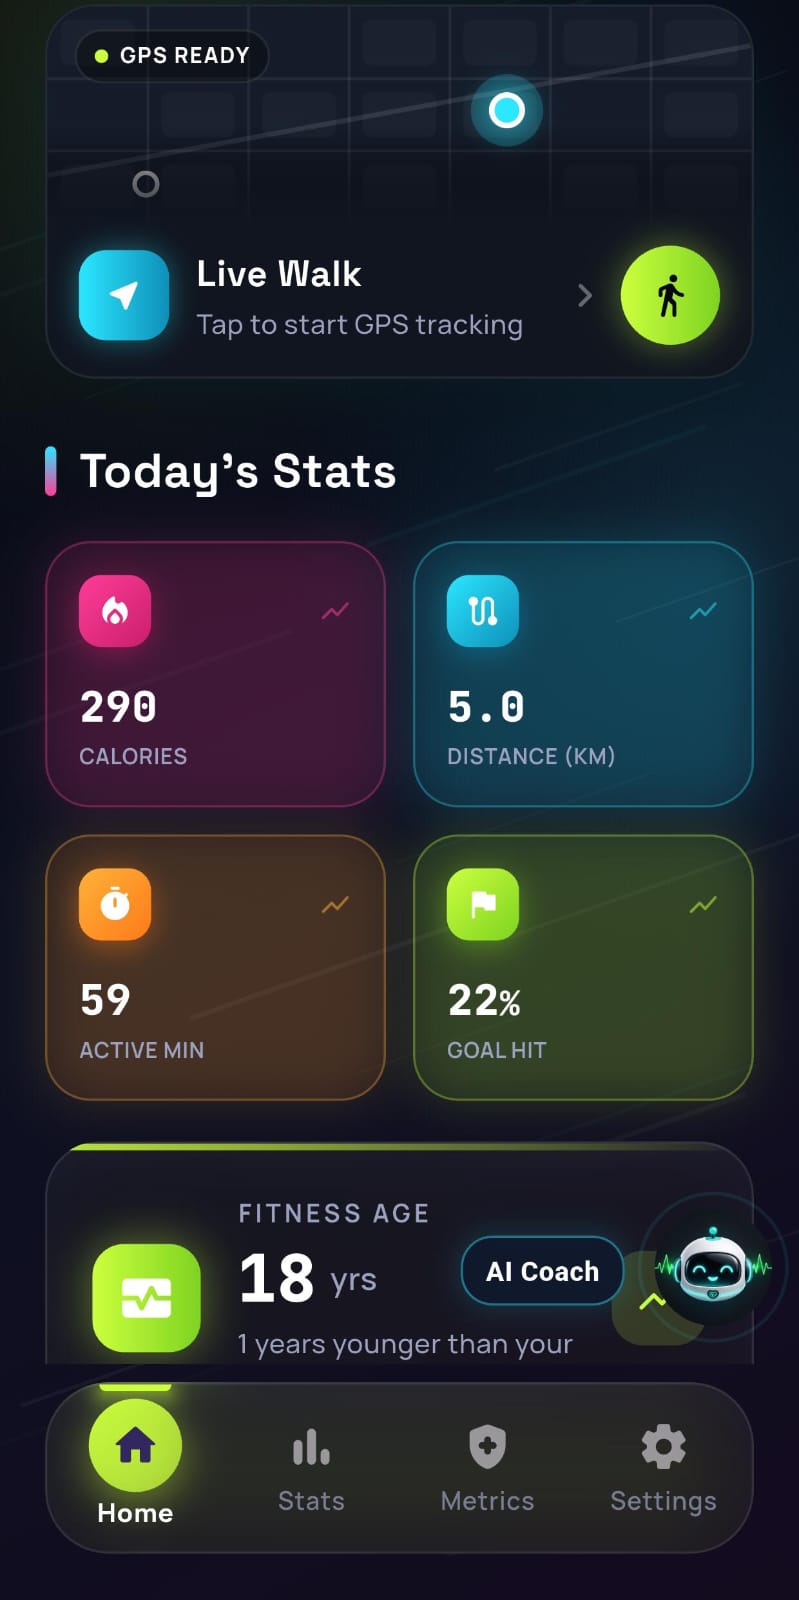 GPS READY
Live Walk
Tap to start GPS tracking
Today's Stats
290
CALORIES
5.0
DISTANCE (KM)
59
ACTIVE MIN
22%
GOAL HIT
FITNESS AGE
18 yrs
AI Coach
1 years younger than your
Home
Stats
Metrics
Settings